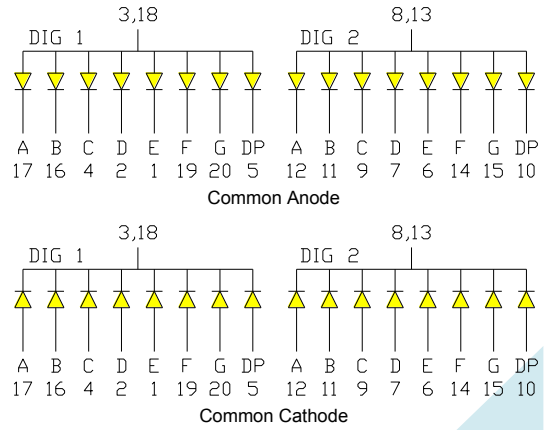 3,18 8,13
DIG 1 DIG 2
A B C D E F G DP A B C D E F G DP
17 16 4 2 1 19 20 5 12 11 9 7 6 14 15 10
Common Anode
3,18 8,13
DIG 1 DIG 2
A B C D E F G DP A B C D E F G DP
17 16 4 2 1 19 20 5 12 11 9 7 6 14 15 10
Common Cathode